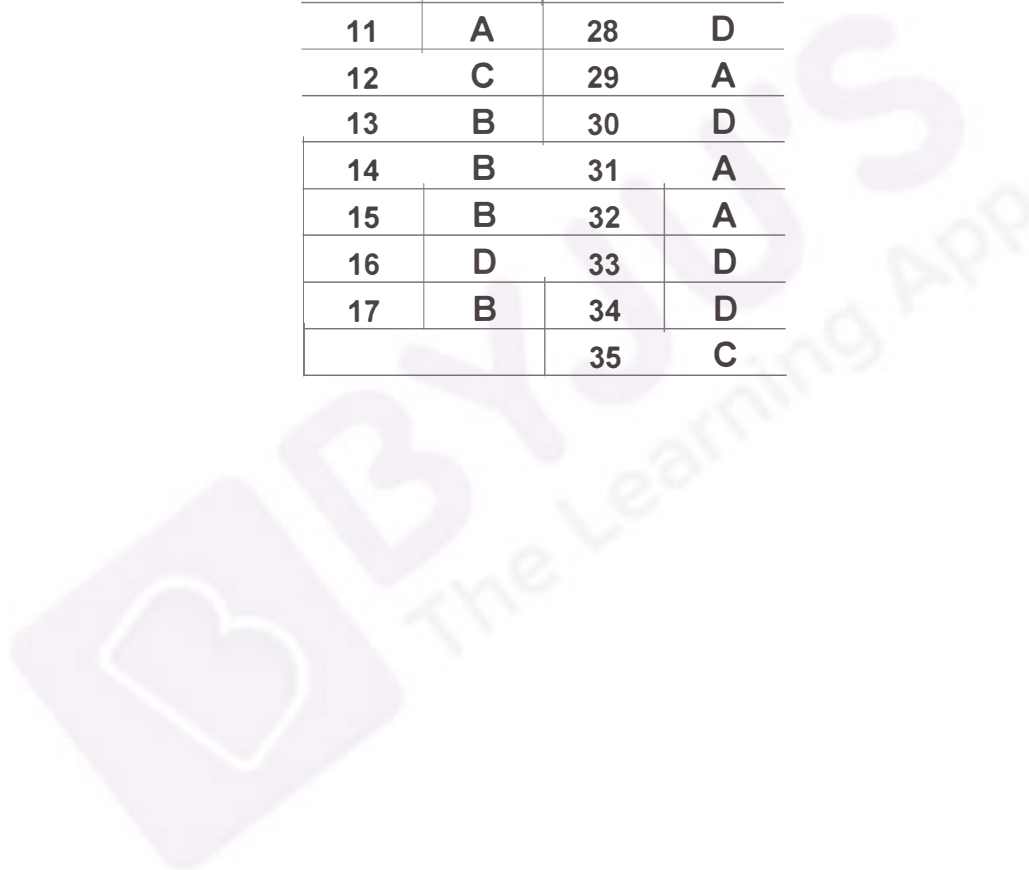 11 A 28 D
12 C 29 A
13 B 30 D
14 B 31 A
15 B 32 A
16 D 33 D
17 B 34 D
35 C
BYJU'S
The Learning App